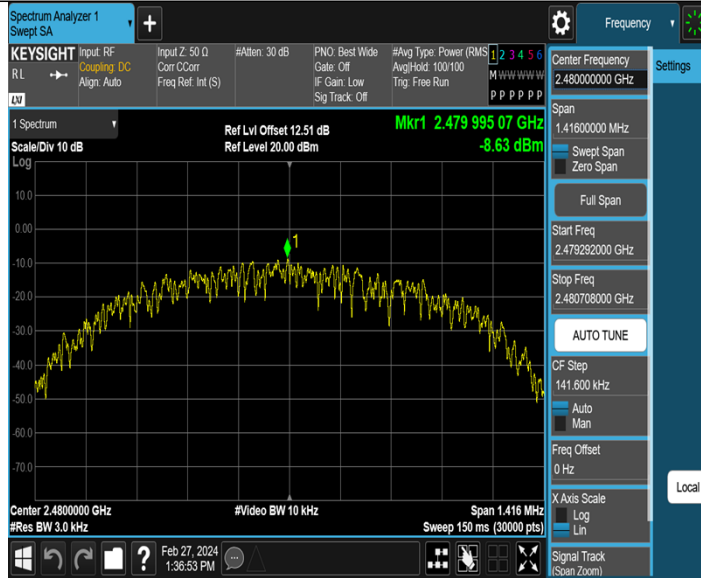 Spectrum Analyzer 1
Swept SA
Frequency
KEYSIGHT Input: RF Input Z: 50 Ω #Atten: 30 dB PNO: Best Wide #Avg Type: Power (RMS 1 2 3 4 5 6
RL Coupling: DC Corr CCorr Gate: Off Avg|Hold: 100/100 M W W W W W
Align: Auto Freq Ref: Int (S) IF Gain: Low Trig: Free Run
LXI Sig Track: Off P P P P P P
1 Spectrum
Ref Lvl Offset 12.51 dB Mkr1 2.479 995 07 GHz
Scale/Div 10 dB Ref Level 20.00 dBm -8.63 dBm
Log
10.0
0.00
1
-10.0
-20.0
-30.0
-40.0
-50.0
-60.0
-70.0
Center 2.4800000 GHz #Video BW 10 kHz Span 1.416 MHz
#Res BW 3.0 kHz Sweep 150 ms (30000 pts)
Feb 27, 2024
1:36:53 PM
?
Center Frequency
2.480000000 GHz
Settings
Span
1.41600000 MHz
Swept Span
Zero Span
Full Span
Start Freq
2.479292000 GHz
Stop Freq
2.480708000 GHz
AUTO TUNE
CF Step
141.600 kHz
Auto
Man
Freq Offset
0 Hz
Local
X Axis Scale
Log
Lin
Signal Track
(Span Zoom)